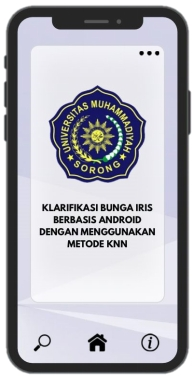 UNIVERSITAS MUHAMMADIYAH
SORONG
KLARIFIKASI BUNGA IRIS
BERBASIS ANDROID
DENGAN MENGGUNAKAN
METODE KNN